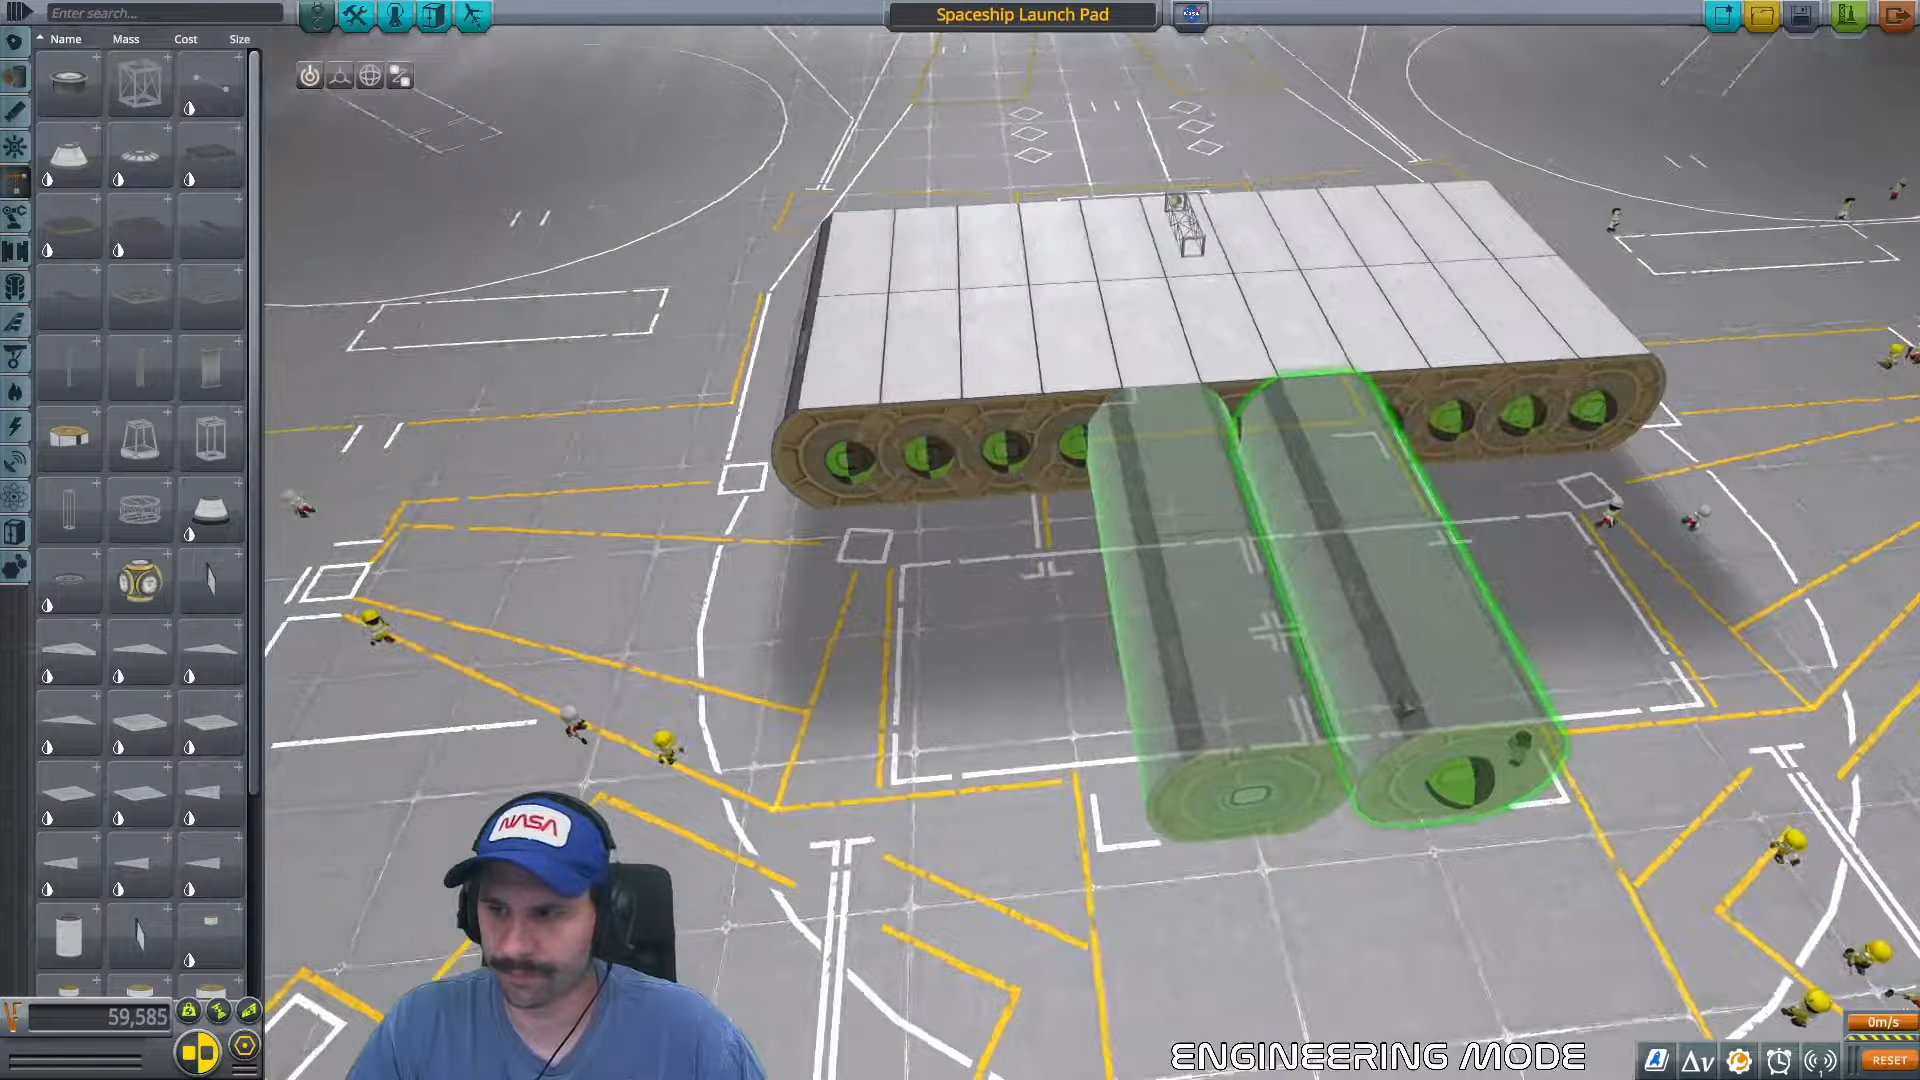 Enter search...
Spaceship Launch Pad
Name Mass Cost Size
NASA
59,585
ENGINEERING MODE
0m/s
Δv
RESET